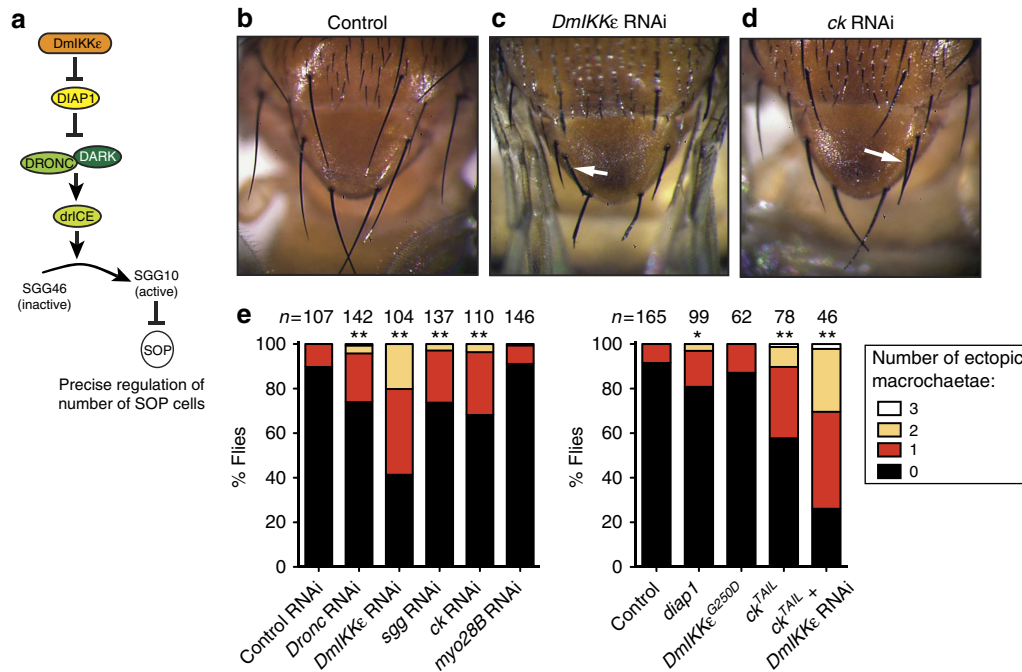 a
DmIKKε
DIAP1
DRONC
DARK
drICE
SGG46
(inactive)
SGG10
(active)
SOP
Precise regulation of
number of SOP cells
b
Control
c
DmIKKε RNAi
d
ck RNAi
e
n=107 142 104 137 110 146
** ** ** **
% Flies
100
80
60
40
20
0
Control RNAi
Dronc RNAi
DmIKKε RNAi
sgg RNAi
ck RNAi
myo28B RNAi
n=165 99 62 78 46
* ** **
% Flies
100
80
60
40
20
0
Control
diap1
DmIKKε^G250D
ck^TAIL
ck^TAIL +
DmIKKε RNAi
Number of ectopic
macrochaetae:
3
2
1
0